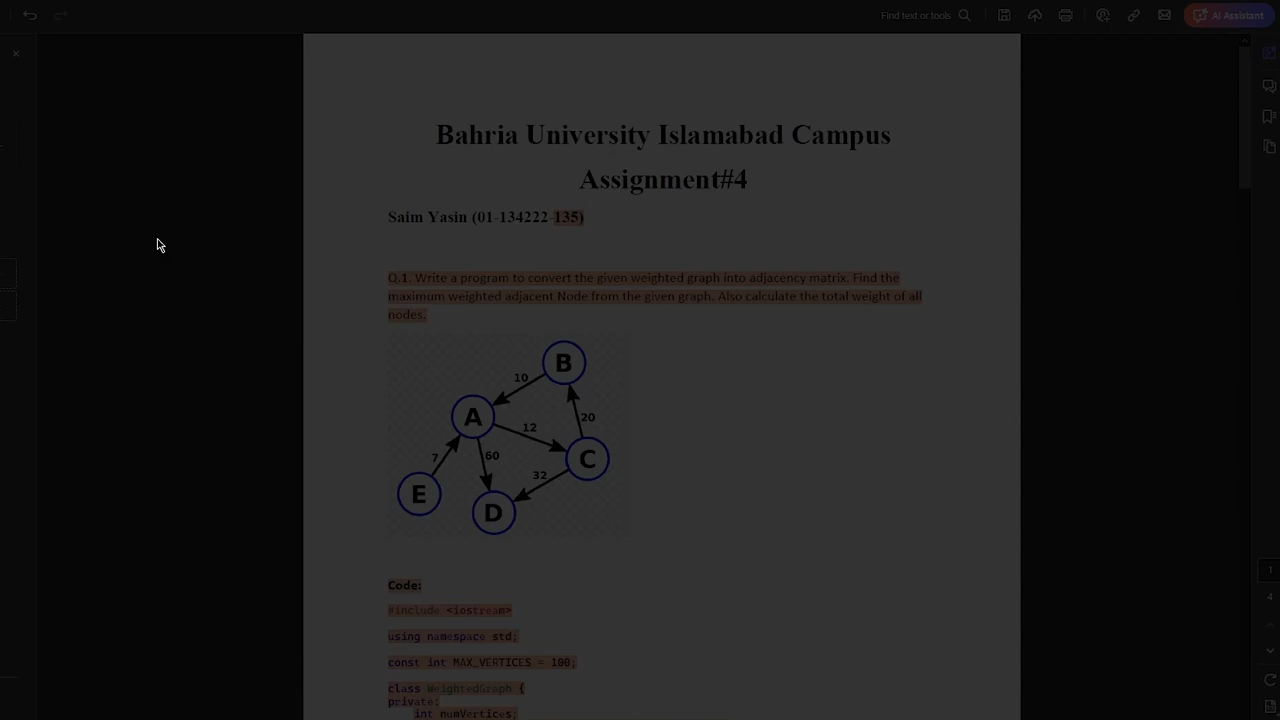 Find text or tools
AI Assistant
Bahria University Islamabad Campus
Assignment#4
Saim Yasin (01-134222-135)
Q.1. Write a program to convert the given weighted graph into adjacency matrix. Find the
maximum weighted adjacent Node from the given graph. Also calculate the total weight of all
nodes.
B
10
A
20
12
7
60
C
32
E
D
1
4
Code:
#include <iostream>
using namespace std;
const int MAX_VERTICES = 100;
class WeightedGraph {
private:
int numVertices;